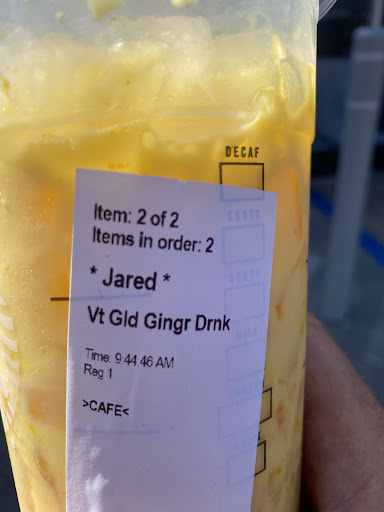 DECAF
SHOTS
Item: 2 of 2
Items in order: 2
* Jared *
Vt Gld Gingr Drnk
Time: 9:44:46 AM
Reg 1
>CAFE<